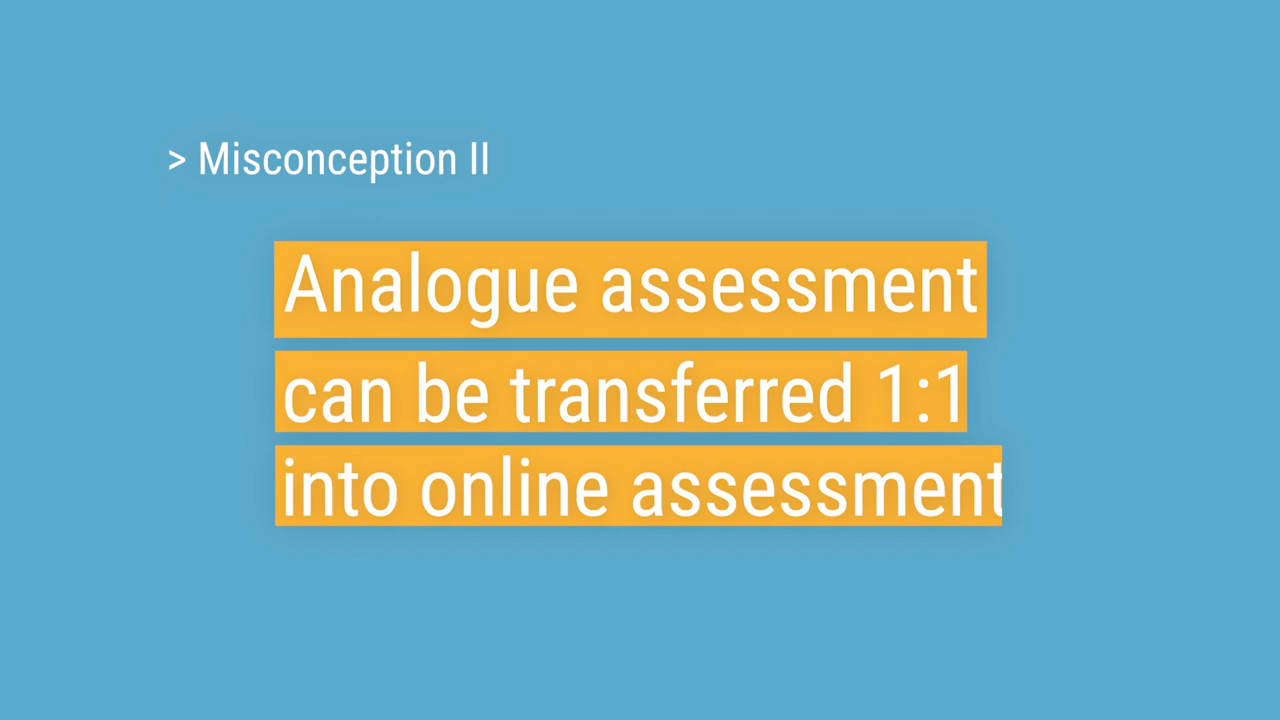 > Misconception II
Analogue assessment
can be transferred 1:1
into online assessment